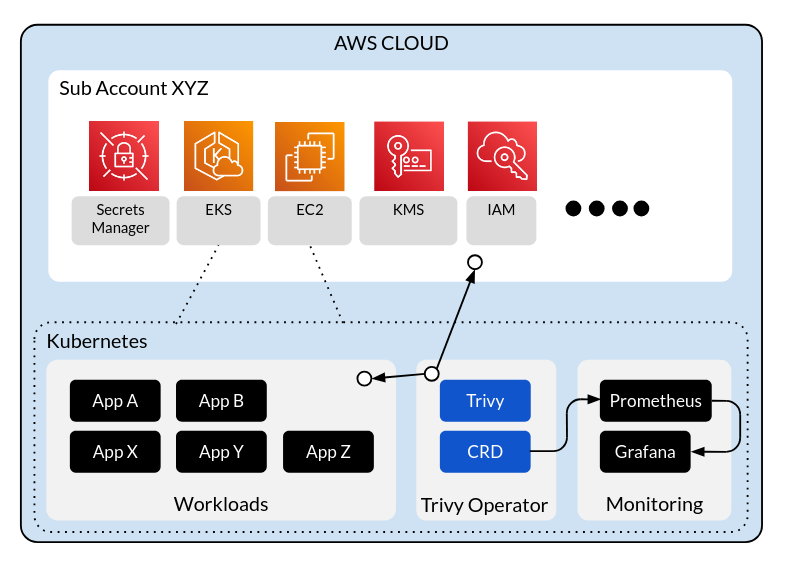 AWS CLOUD
Sub Account XYZ
Secrets
Manager
EKS
EC2
KMS
IAM
Kubernetes
App A
App B
App X
App Y
App Z
Workloads
Trivy
CRD
Trivy Operator
Prometheus
Grafana
Monitoring